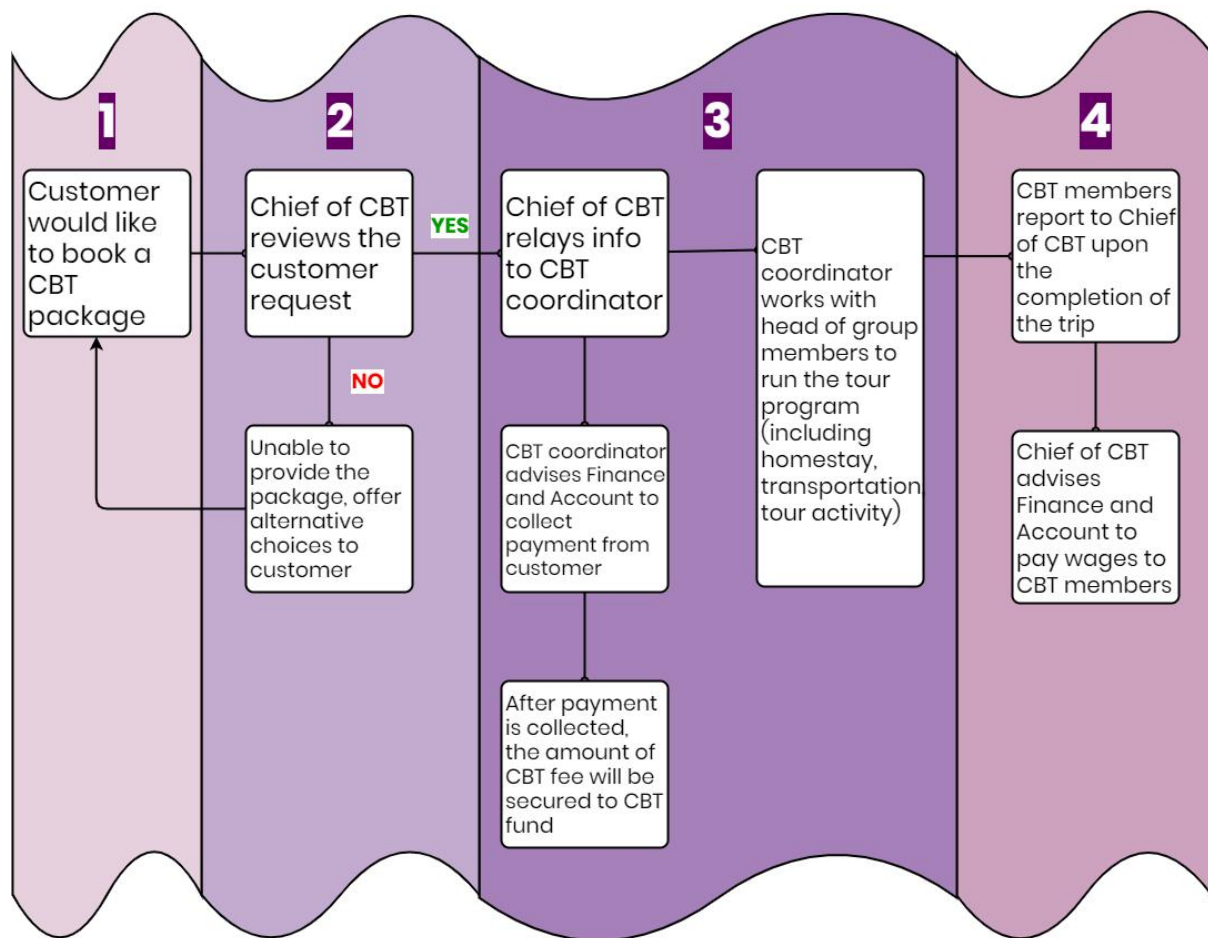 1
Customer
would like
to book a
CBT
package
2
Chief of CBT
reviews the
customer
request
YES
NO
Unable to
provide the
package, offer
alternative
choices to
customer
3
Chief of CBT
relays info
to CBT
coordinator
CBT coordinator
advises Finance
and Account to
collect
payment from
customer
After payment
is collected,
the amount of
CBT fee will be
secured to CBT
fund
CBT
coordinator
works with
head of group
members to
run the tour
program
(including
homestay,
transportation,
tour activity)
4
CBT members
report to Chief
of CBT upon
the
completion of
the trip
Chief of CBT
advises
Finance and
Account to
pay wages to
CBT members